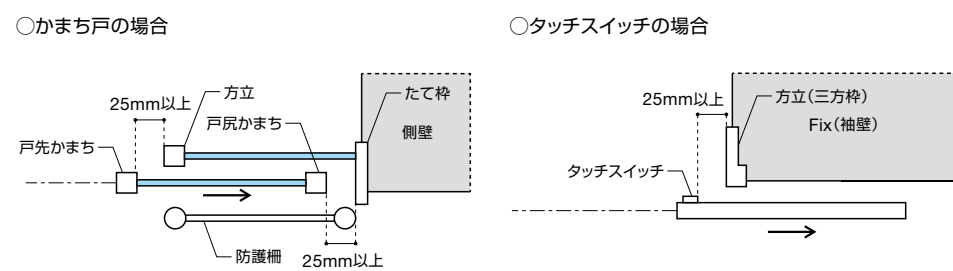 ○かまち戸の場合
25mm以上
方立
戸尻かまち
たて枠
側壁
戸先かまち
防護柵
25mm以上
○タッチスイッチの場合
25mm以上
方立(三方枠)
Fix(袖壁)
タッチスイッチ